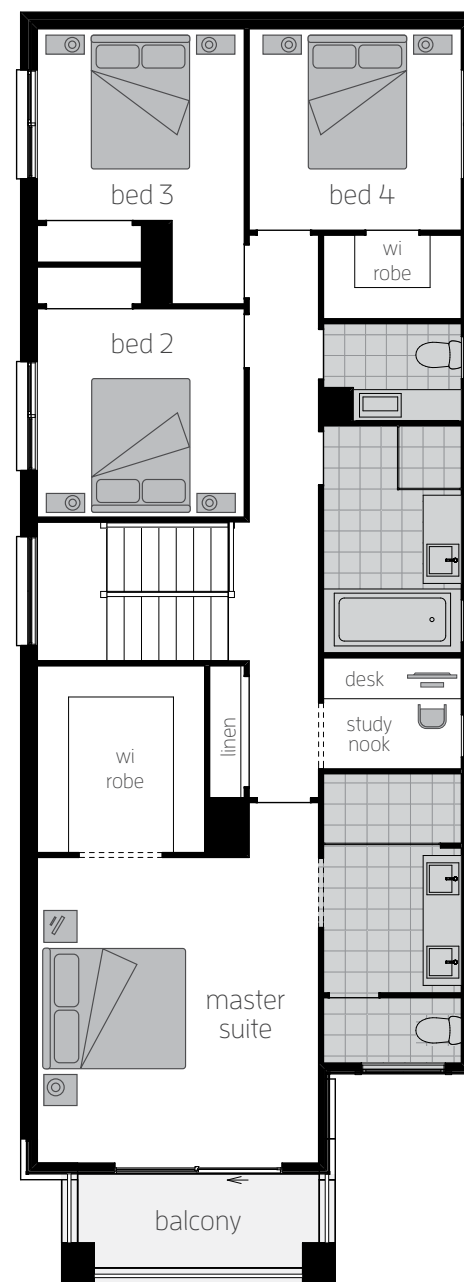 bed 3
bed 4
wi
robe
bed 2
desk
study
nook
linen
wi
robe
master
suite
balcony